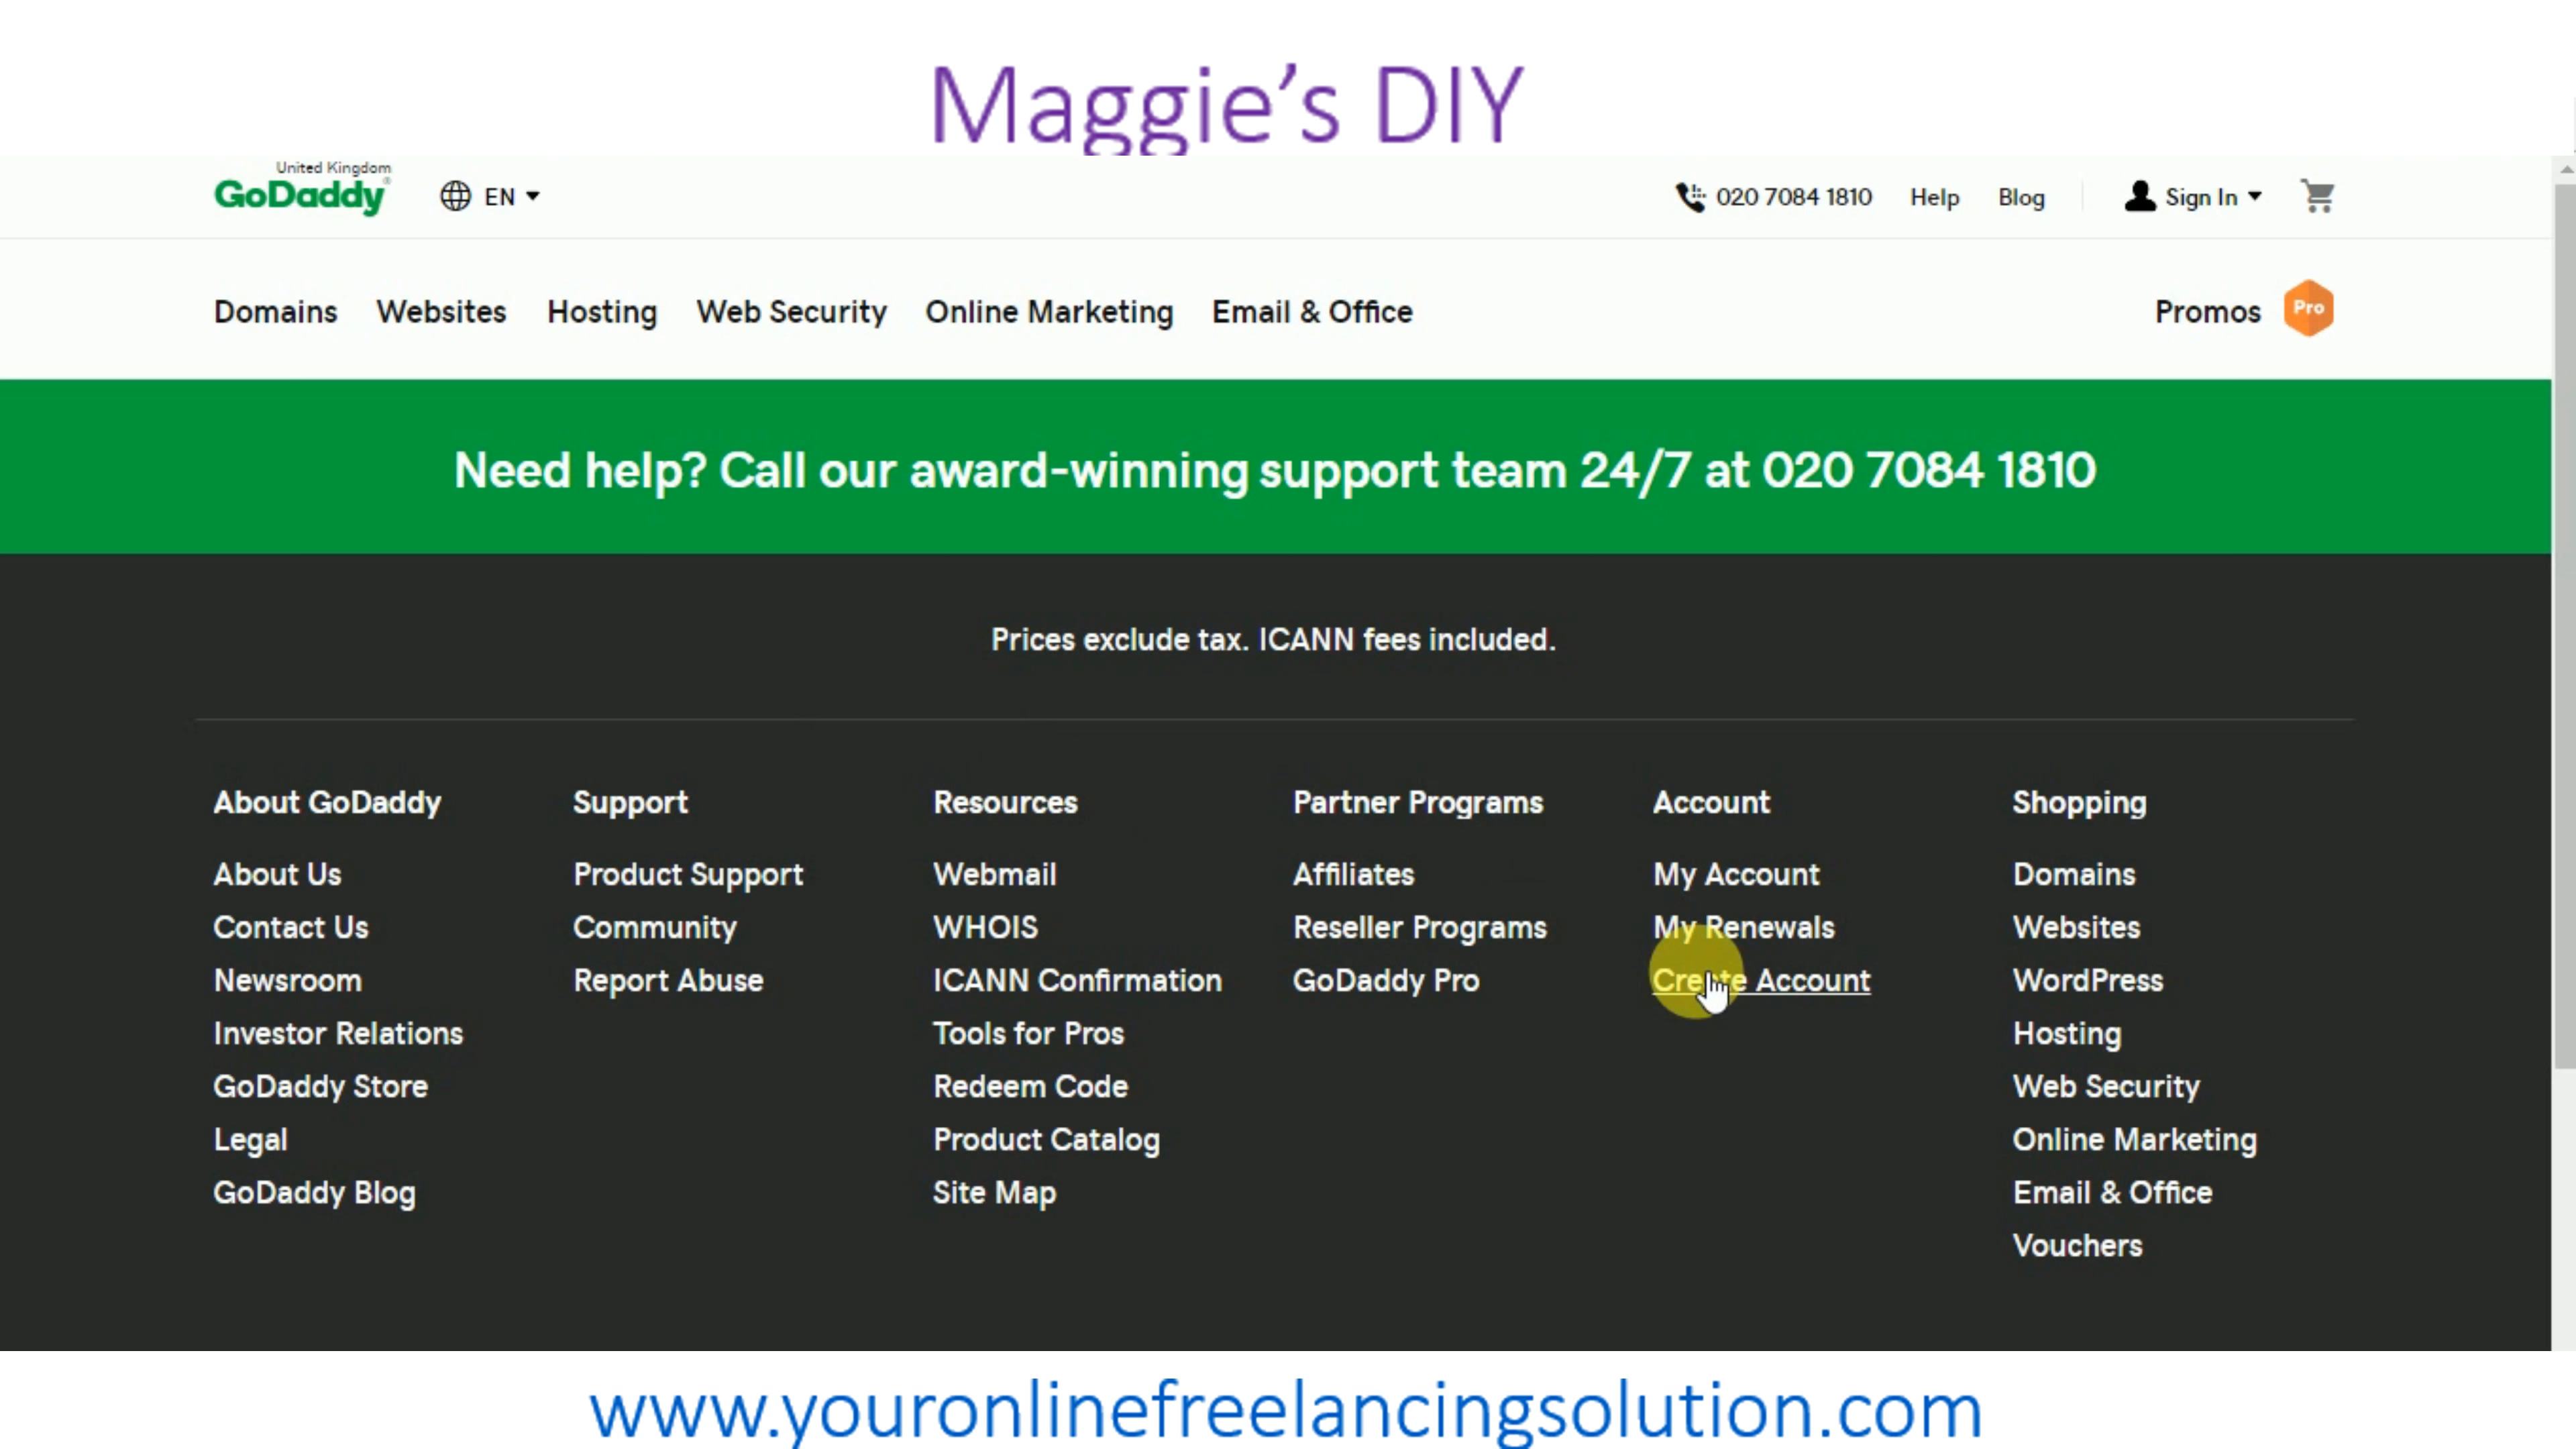 Maggie's DIY
United Kingdom
GoDaddy®
EN
020 7084 1810 Help Blog Sign In
Domains Websites Hosting Web Security Online Marketing Email & Office Promos Pro
Need help? Call our award-winning support team 24/7 at 020 7084 1810
Prices exclude tax. ICANN fees included.
About GoDaddy
About Us
Contact Us
Newsroom
Investor Relations
GoDaddy Store
Legal
GoDaddy Blog
Support
Product Support
Community
Report Abuse
Resources
Webmail
WHOIS
ICANN Confirmation
Tools for Pros
Redeem Code
Product Catalog
Site Map
Partner Programs
Affiliates
Reseller Programs
GoDaddy Pro
Account
My Account
My Renewals
Create Account
Shopping
Domains
Websites
WordPress
Hosting
Web Security
Online Marketing
Email & Office
Vouchers
www.youronlinefreelancingsolution.com